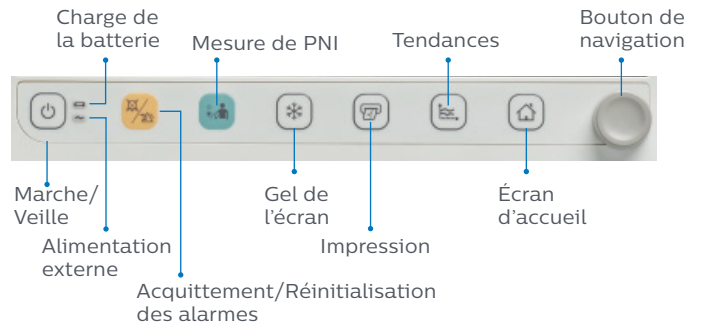 Charge de
la batterie
Mesure de PNI
Tendances
Bouton de
navigation
Marche/
Veille
Alimentation
externe
Acquittement/Réinitialisation
des alarmes
Gel de
l’écran
Impression
Écran
d’accueil